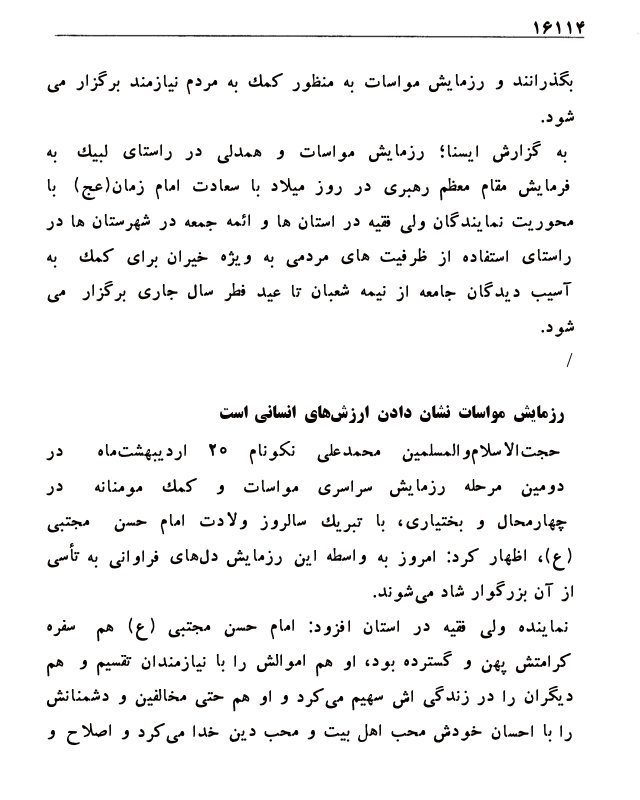 ۱۶۱۱۴
بگذرانند و رزمایش مواسات به منظور کمک به مردم نیازمند برگزار می
شود.
به گزارش ایسنا؛ رزمایش مواسات و همدلی در راستای لبیک به
فرمایش مقام معظم رهبری در روز میلاد با سعادت امام زمان(عج) با
محوریت نمایندگان ولی فقیه در استان ها و ائمه جمعه در شهرستان ها در
راستای استفاده از ظرفیت های مردمی به ویژه خیران برای کمک به
آسیب دیدگان جامعه از نیمه شعبان تا عید فطر سال جاری برگزار می
شود.
/
رزمایش مواسات نشان دادن ارزش‌های انسانی است
حجت‌الاسلام‌والمسلمین محمدعلی نکونام ۲۰ اردیبهشت‌ماه در
دومین مرحله رزمایش سراسری مواسات و کمک مومنانه در
چهارمحال و بختیاری، با تبریک سالروز ولادت امام حسن مجتبی
(ع)، اظهار کرد: امروز به واسطه این رزمایش دل‌های فراوانی به تأسی
از آن بزرگوار شاد می‌شوند.
نماینده ولی فقیه در استان افزود: امام حسن مجتبی (ع) هم سفره
کرامتش پهن و گسترده بود، او هم اموالش را با نیازمندان تقسیم و هم
دیگران را در زندگی اش سهیم می‌کرد و او هم حتی مخالفین و دشمنانش
را با احسان خودش محب اهل بیت و محب دین خدا می‌کرد و اصلاح و